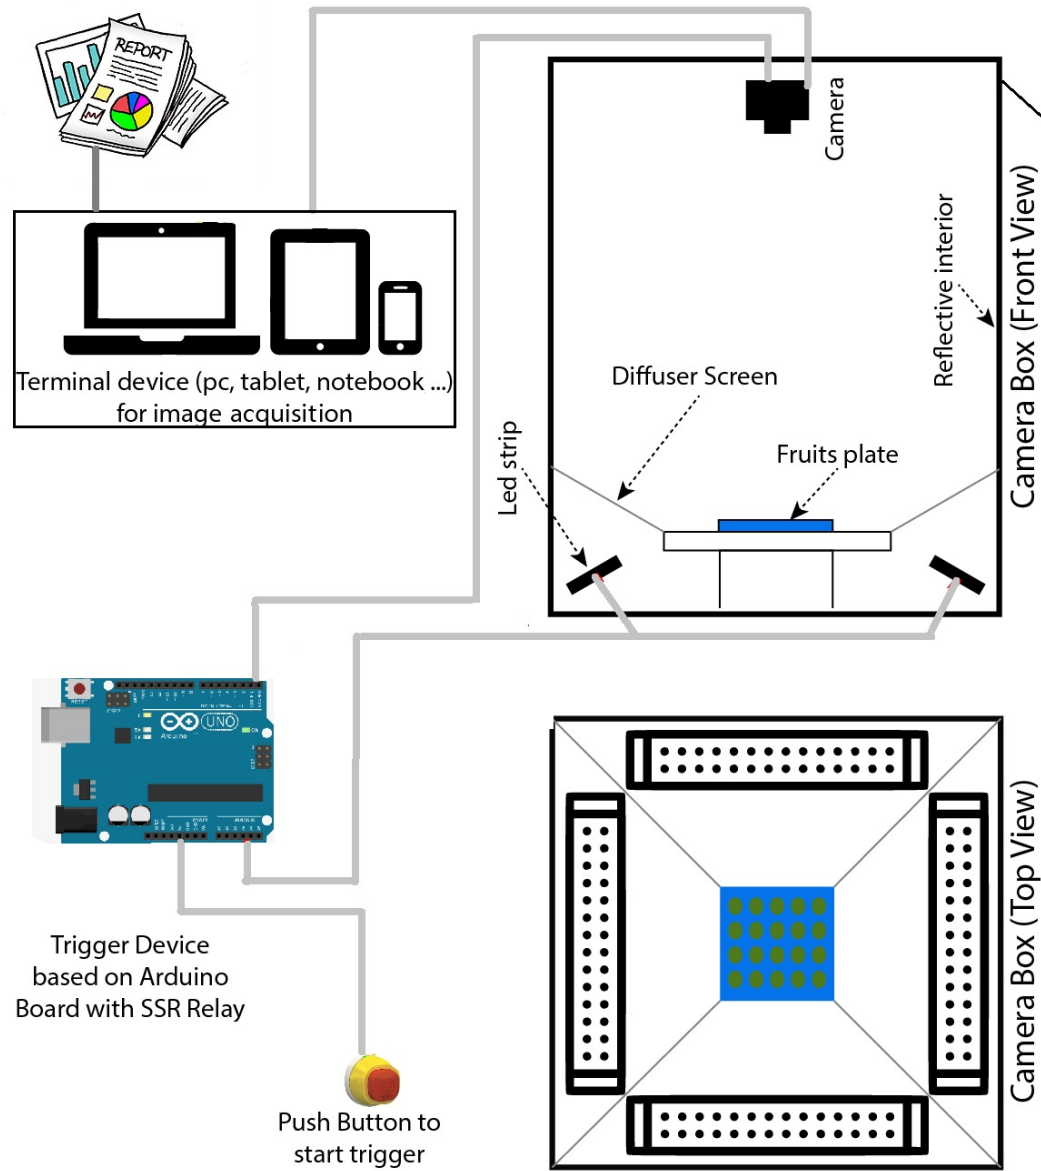 REPORT
Terminal device (pc, tablet, notebook ...)
for image acquisition
Camera
Reflective interior
Camera Box (Front View)
Diffuser Screen
Fruits plate
Led strip
RESET
UNO
Arduino
ON
Trigger Device
based on Arduino
Board with SSR Relay
Push Button to
start trigger
Camera Box (Top View)